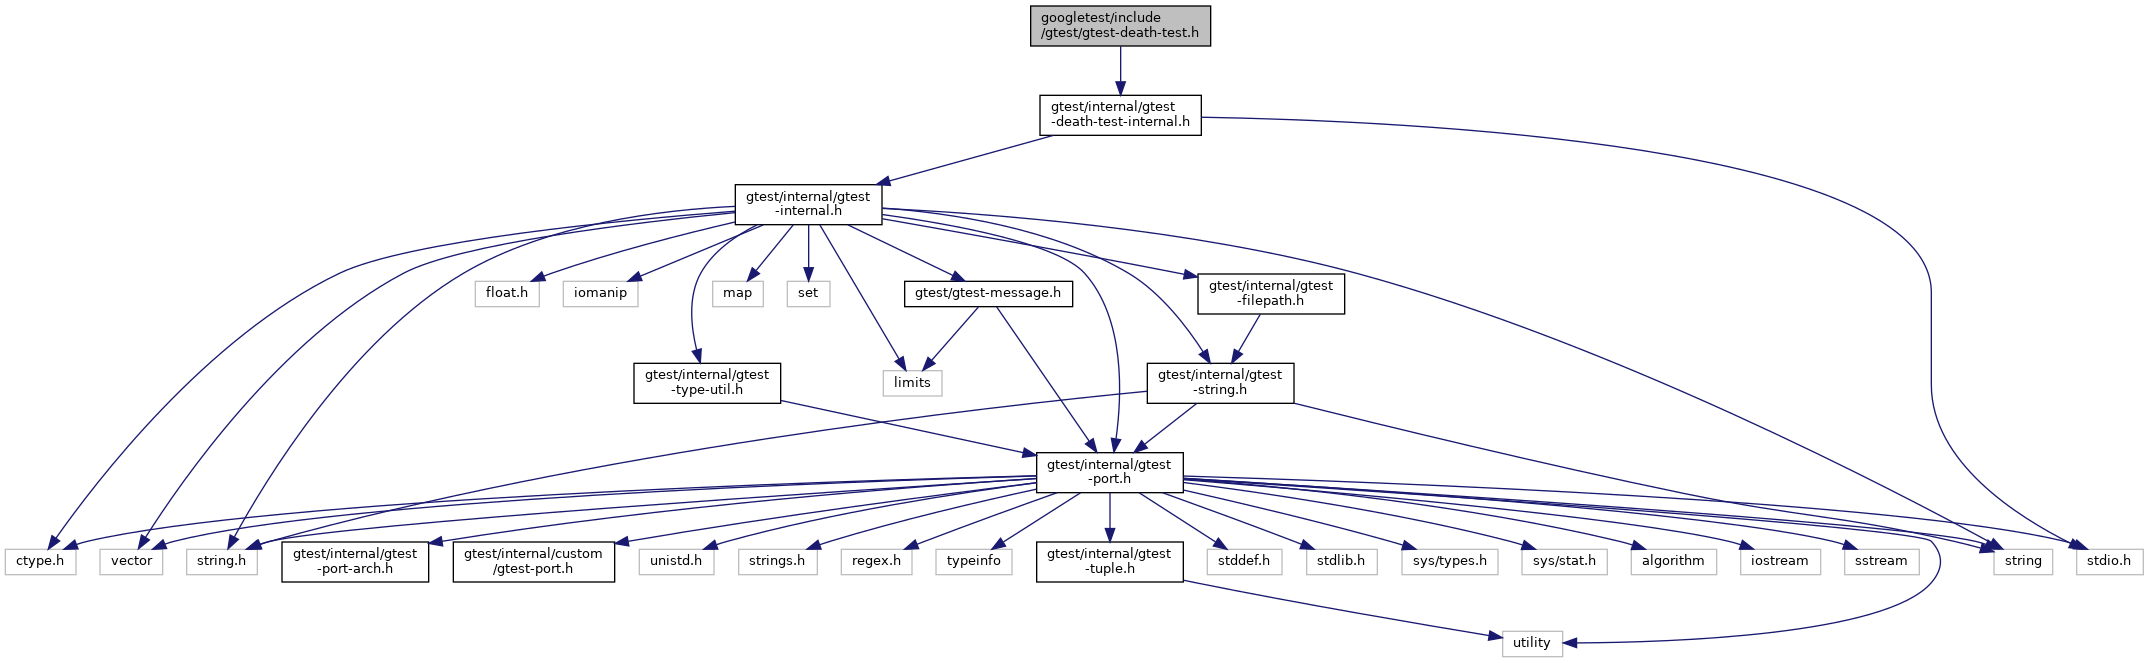 googletest/include
/gtest/gtest-death-test.h
gtest/internal/gtest
-death-test-internal.h
gtest/internal/gtest
-internal.h
float.h
iomanip
map
set
gtest/gtest-message.h
gtest/internal/gtest
-filepath.h
gtest/internal/gtest
-type-util.h
limits
gtest/internal/gtest
-string.h
gtest/internal/gtest
-port.h
ctype.h
vector
string.h
gtest/internal/gtest
-port-arch.h
gtest/internal/custom
/gtest-port.h
unistd.h
strings.h
regex.h
typeinfo
gtest/internal/gtest
-tuple.h
stddef.h
stdlib.h
sys/types.h
sys/stat.h
algorithm
iostream
sstream
string
stdio.h
utility